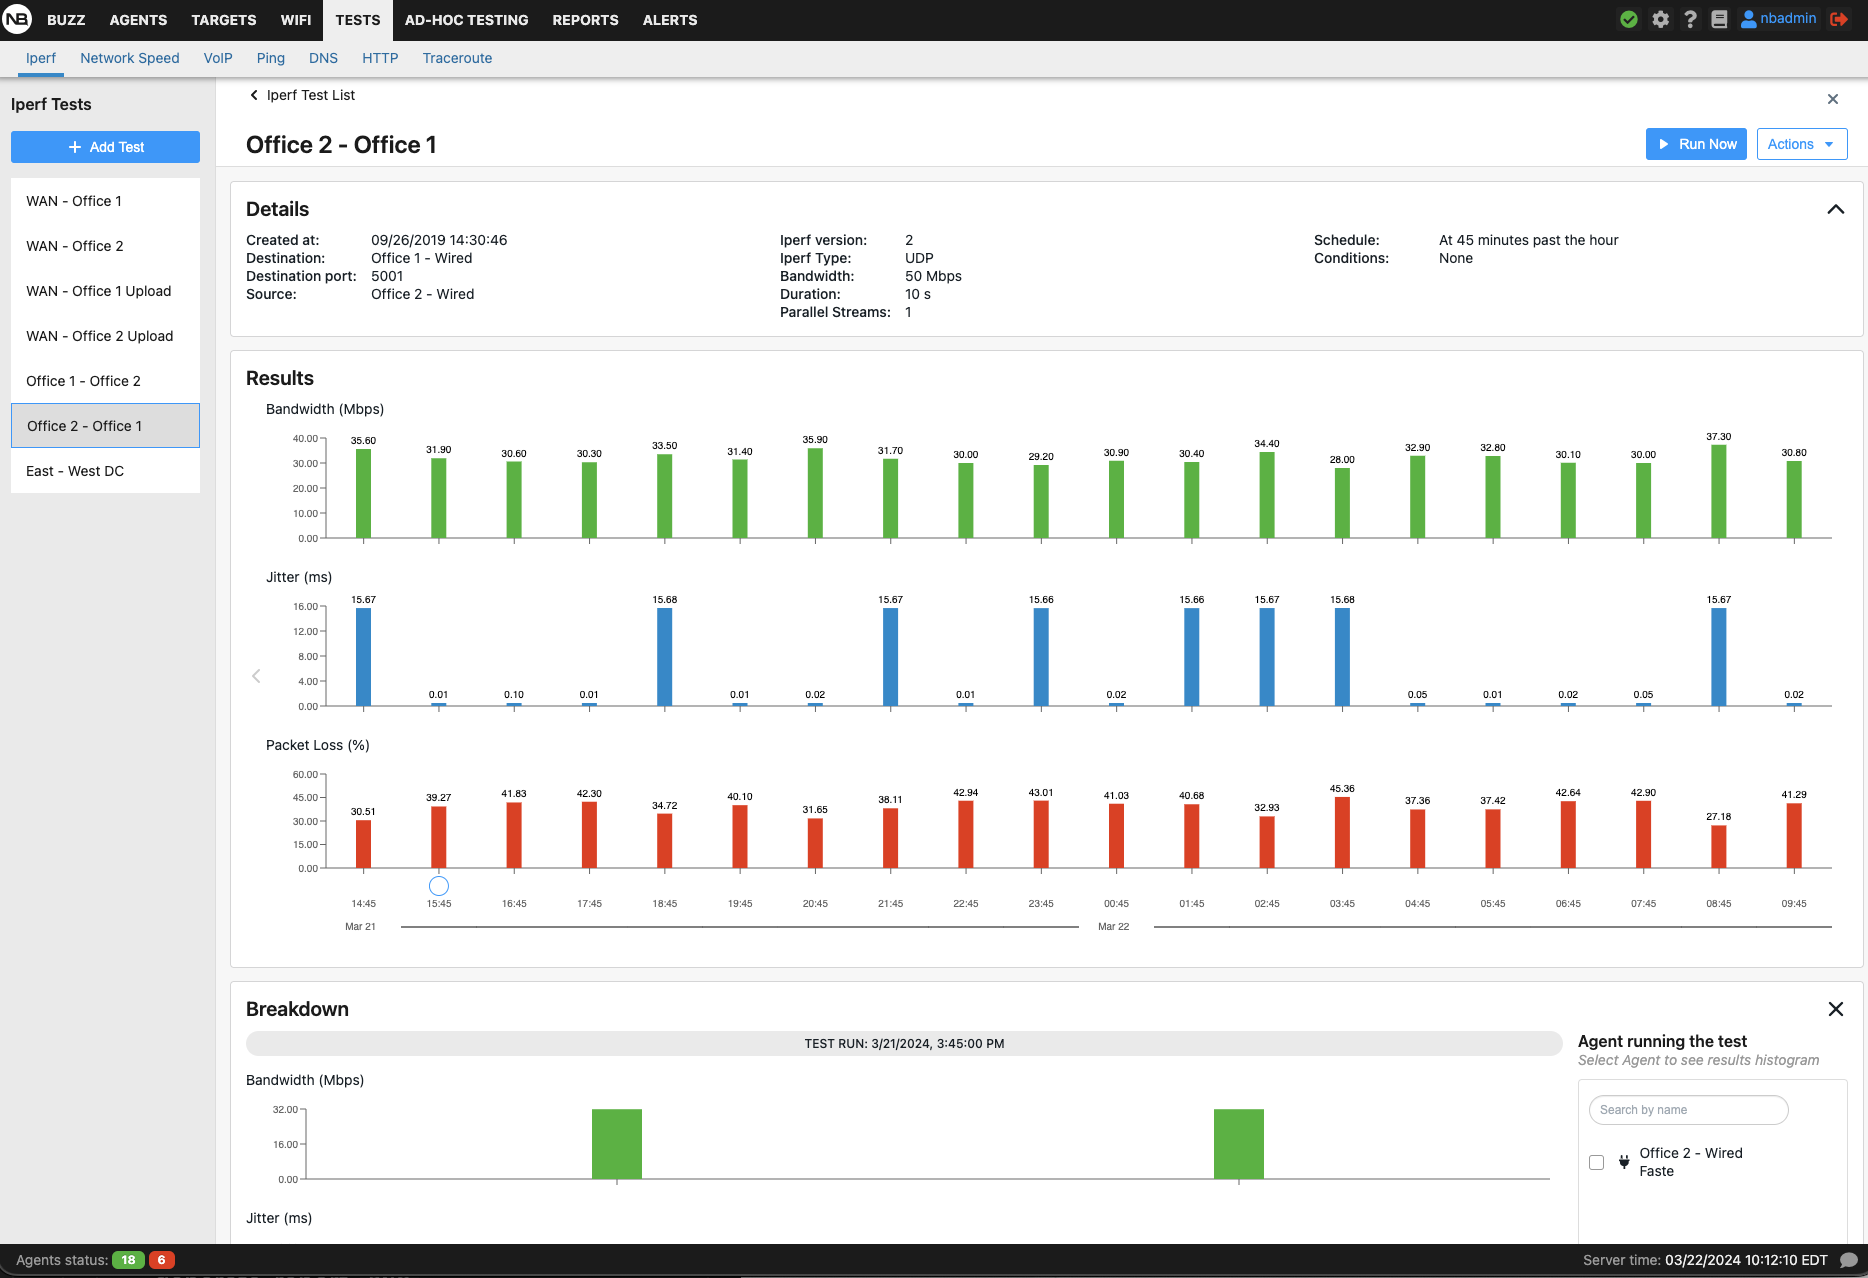 NB BUZZ AGENTS TARGETS WIFI TESTS AD-HOC TESTING REPORTS ALERTS ? nbadmin
Iperf Network Speed VoIP Ping DNS HTTP Traceroute
Iperf Tests
Add Test
WAN - Office 1
WAN - Office 2
WAN - Office 1 Upload
WAN - Office 2 Upload
Office 1 - Office 2
Office 2 - Office 1
East - West DC
Iperf Test List
Office 2 - Office 1
Run Now Actions
Details
Created at: 09/26/2019 14:30:46
Destination: Office 1 - Wired
Destination port: 5001
Source: Office 2 - Wired
Iperf version: 2
Iperf Type: UDP
Bandwidth: 50 Mbps
Duration: 10 s
Parallel Streams: 1
Schedule: At 45 minutes past the hour
Conditions: None
Results
Bandwidth (Mbps)
40.00
30.00
20.00
10.00
0.00
35.60 31.90 30.60 30.30 33.50 31.40 35.90 31.70 30.00 29.20 30.90 30.40 34.40 28.00 32.90 32.80 30.10 30.00 37.30 30.80
Jitter (ms)
16.00
12.00
8.00
4.00
0.00
15.67 0.01 0.10 0.01 15.68 0.01 0.02 15.67 0.01 15.66 0.02 15.66 15.67 15.68 0.05 0.01 0.02 0.05 15.67 0.02
Packet Loss (%)
60.00
45.00
30.00
15.00
0.00
30.51 39.27 41.83 42.30 34.72 40.10 31.65 38.11 42.94 43.01 41.03 40.68 32.93 45.36 37.36 37.42 42.64 42.90 27.18 41.29
14:45 15:45 16:45 17:45 18:45 19:45 20:45 21:45 22:45 23:45 00:45 01:45 02:45 03:45 04:45 05:45 06:45 07:45 08:45 09:45
Mar 21 Mar 22
Breakdown
TEST RUN: 3/21/2024, 3:45:00 PM
Bandwidth (Mbps)
32.00
16.00
0.00
Jitter (ms)
Agent running the test
Select Agent to see results histogram
Search by name
Office 2 - Wired
Faste
Agents status: 18 6
Server time: 03/22/2024 10:12:10 EDT